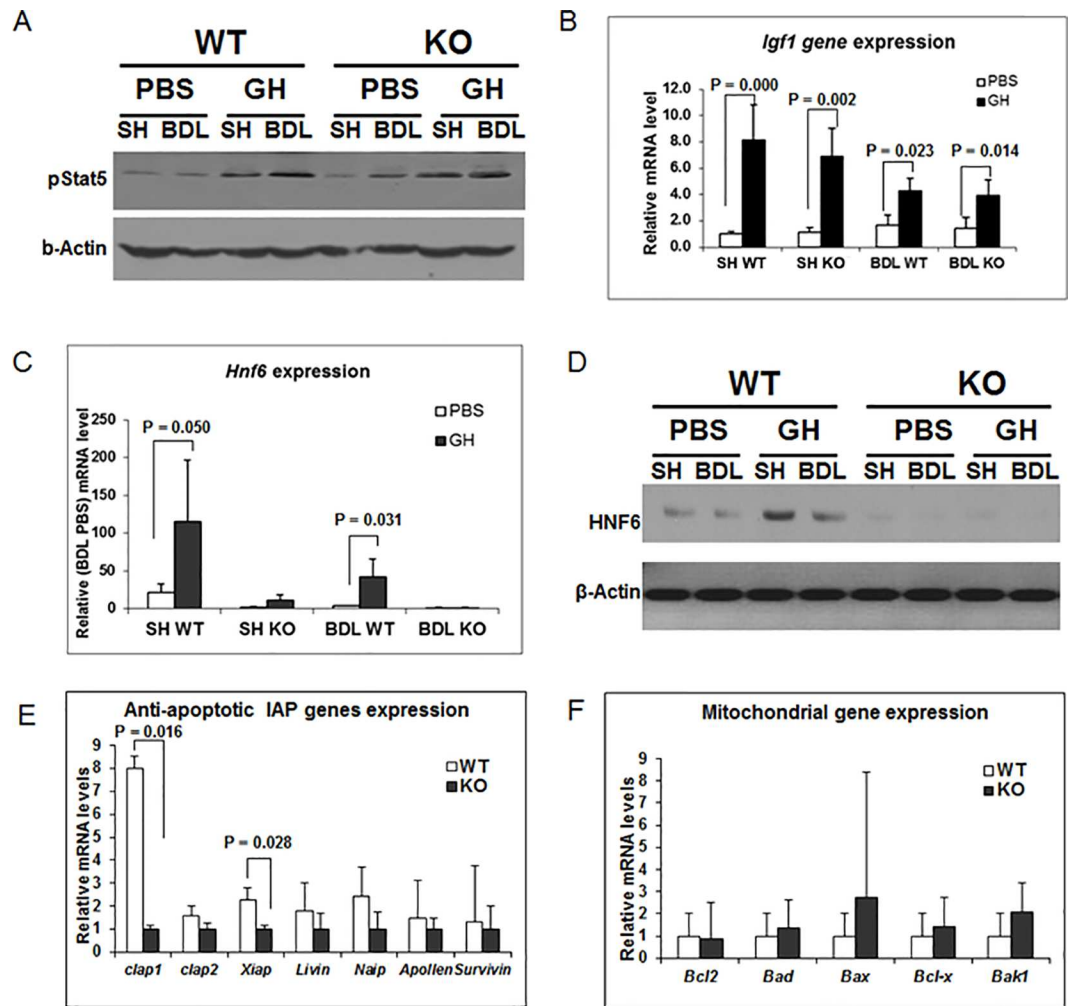 A
WT KO
PBS GH PBS GH
SH BDL SH BDL SH BDL SH BDL
pStat5
b-Actin
B
Igf1 gene expression
PBS
GH
Relative mRNA level
12.0
10.0
8.0
6.0
4.0
2.0
0.0
P = 0.000
P = 0.002
P = 0.023
P = 0.014
SH WT SH KO BDL WT BDL KO
C
Hnf6 expression
PBS
GH
Relative (BDL PBS) mRNA level
250
200
150
100
50
0
P = 0.050
P = 0.031
SH WT SH KO BDL WT BDL KO
D
WT KO
PBS GH PBS GH
SH BDL SH BDL SH BDL SH BDL
HNF6
β-Actin
E
Anti-apoptotic IAP genes expression
P = 0.016
WT
KO
Relative mRNA levels
9
8
7
6
5
4
3
2
1
0
P = 0.028
cIap1 cIap2 Xiap Livin Naip Apollen Survivin
F
Mitochondrial gene expression
WT
KO
Relative mRNA levels
9
8
7
6
5
4
3
2
1
0
Bcl2 Bad Bax Bcl-x Bak1